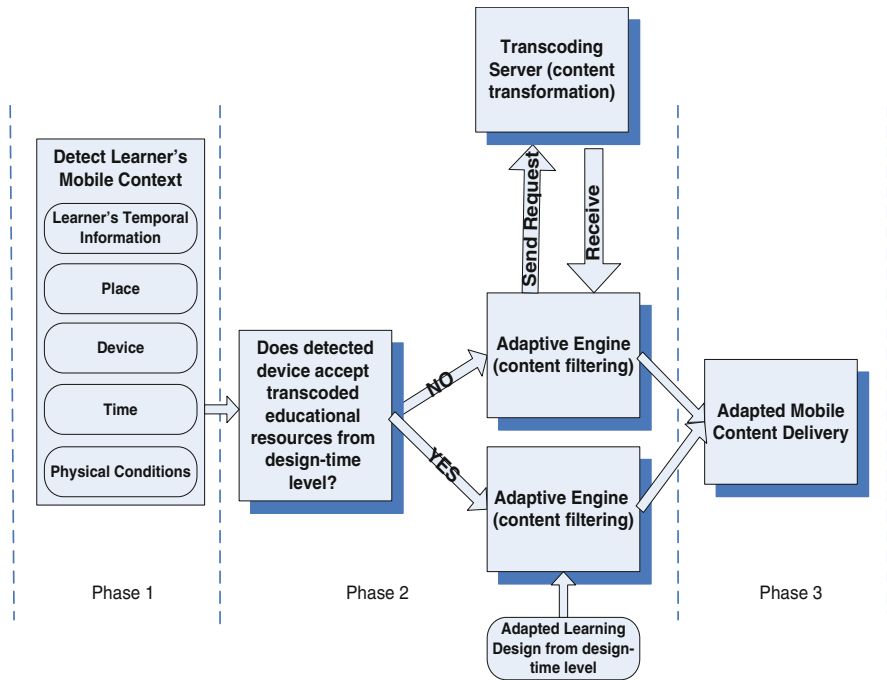 Transcoding
Server (content
transformation)
Detect Learner's
Mobile Context
Learner's Temporal
Information
Place
Device
Time
Physical Conditions
Does detected
device accept
transcoded
educational
resources from
design-time
level?
NO
YES
Send Request
Receive
Adaptive Engine
(content filtering)
Adaptive Engine
(content filtering)
Adapted Learning
Design from design-
time level
Adapted Mobile
Content Delivery
Phase 1
Phase 2
Phase 3